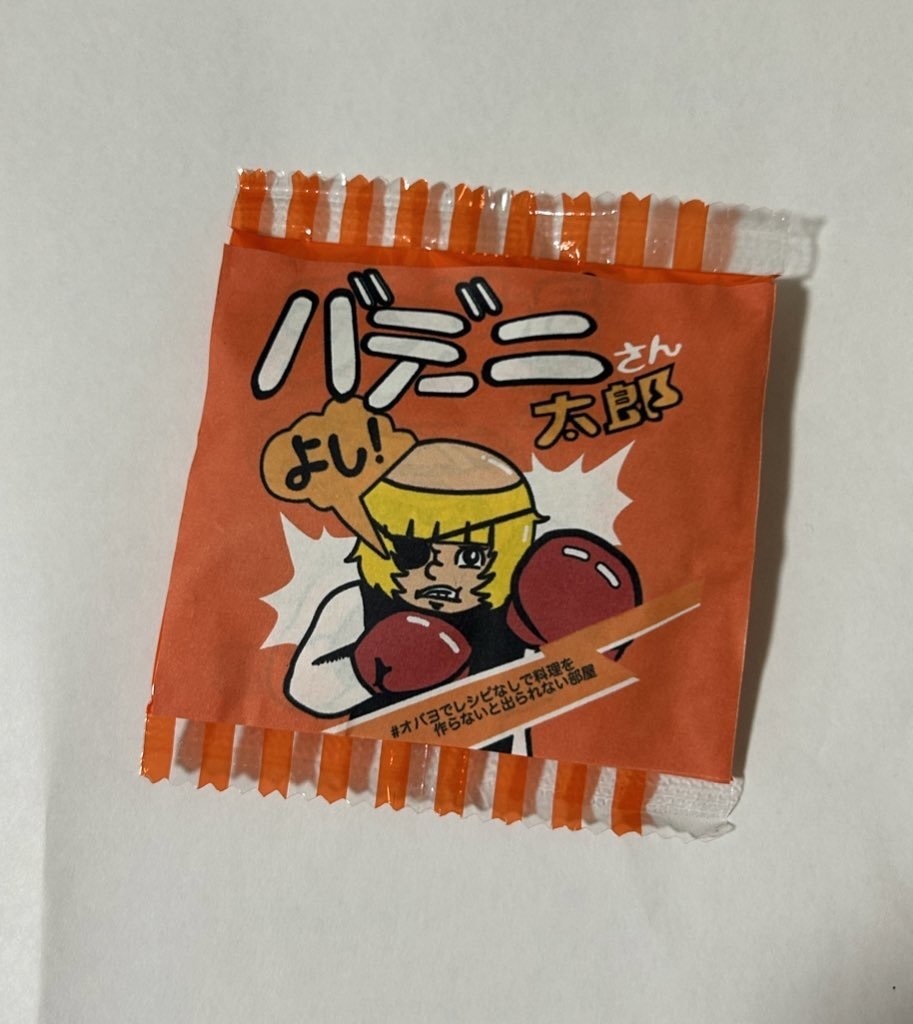 バデーニ
さん
太郎
よし!
#オバヨでレシピなしで料理を
作らないと出られない部屋